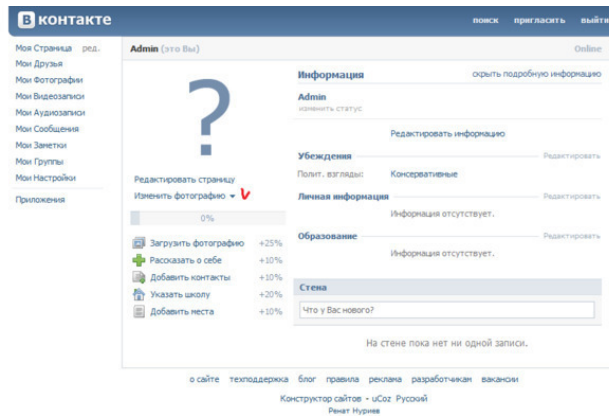 В контакте
поиск пригласить выйти
Моя Страница ред.
Мои Друзья
Мои Фотографии
Мои Видеозаписи
Мои Аудиозаписи
Мои Сообщения
Мои Заметки
Мои Группы
Мои Настройки
Приложения
Admin (это Вы) Online
?
Редактировать страницу
Изменить фотографию
0%
Загрузить фотографию +25%
Рассказать о себе +10%
Добавить контакты +10%
Указать школу +20%
Добавить места +10%
Информация скрыть подробную информацию
Admin
изменить статус
Редактировать информацию
Убеждения Редактировать
Полит. взгляды: Консервативные
Личная информация Редактировать
Информация отсутствует.
Образование Редактировать
Информация отсутствует.
Стена
Что у Вас нового?
На стене пока нет ни одной записи.
о сайте техподдержка блог правила реклама разработчикам вакансии
Конструктор сайтов - uCoz Русский
Ренат Нуриев